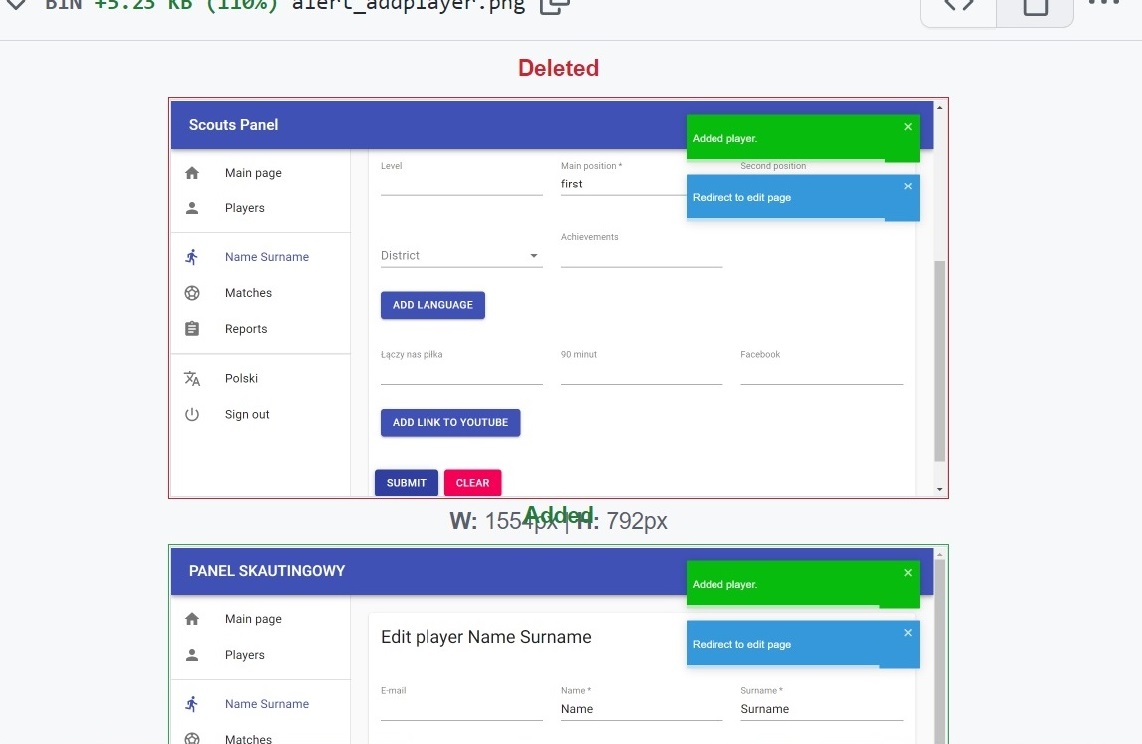 BIN +5.23 KB (110%) alert_addplayer.png
Deleted
Scouts Panel
Added player.
Redirect to edit page
Main page
Players
Name Surname
Matches
Reports
Polski
Sign out
Level
Main position *
Second position
first
District
Achievements
ADD LANGUAGE
Łączy nas piłka
90 minut
Facebook
ADD LINK TO YOUTUBE
SUBMIT
CLEAR
W: 1554px | H: 792px
Added
PANEL SKAUTINGOWY
Added player.
Redirect to edit page
Main page
Players
Name Surname
Matches
Edit player Name Surname
E-mail
Name *
Surname *
Name
Surname